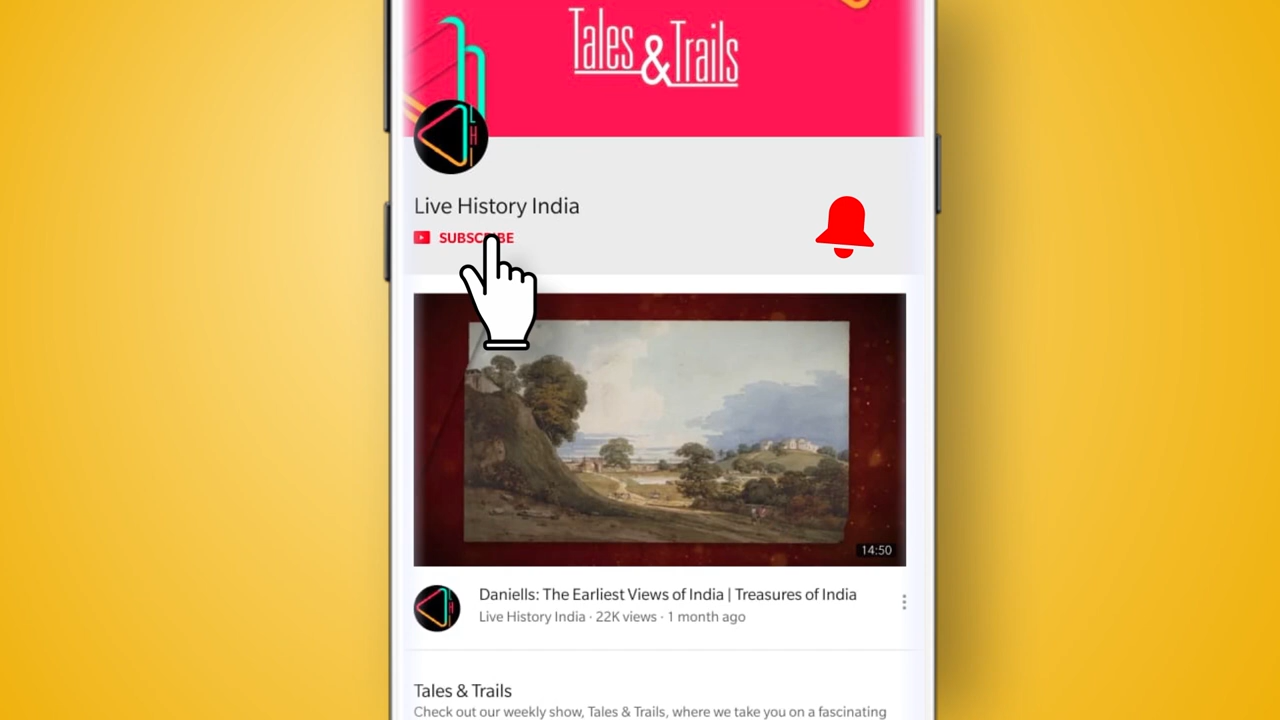 Tales & Trails
LHI
Live History India
SUBSCRIBE
14:50
Daniells: The Earliest Views of India | Treasures of India
LHI
Live History India · 22K views · 1 month ago
Tales & Trails
Check out our weekly show, Tales & Trails, where we take you on a fascinating